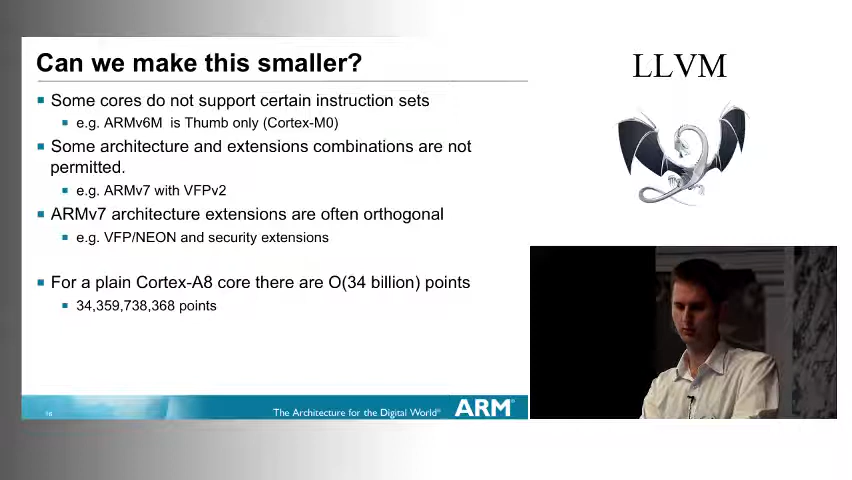 Can we make this smaller?
Some cores do not support certain instruction sets
e.g. ARMv6M is Thumb only (Cortex-M0)
Some architecture and extensions combinations are not
permitted.
e.g. ARMv7 with VFPv2
ARMv7 architecture extensions are often orthogonal
e.g. VFP/NEON and security extensions
For a plain Cortex-A8 core there are O(34 billion) points
34,359,738,368 points
16
The Architecture for the Digital World®
ARM®
LLVM